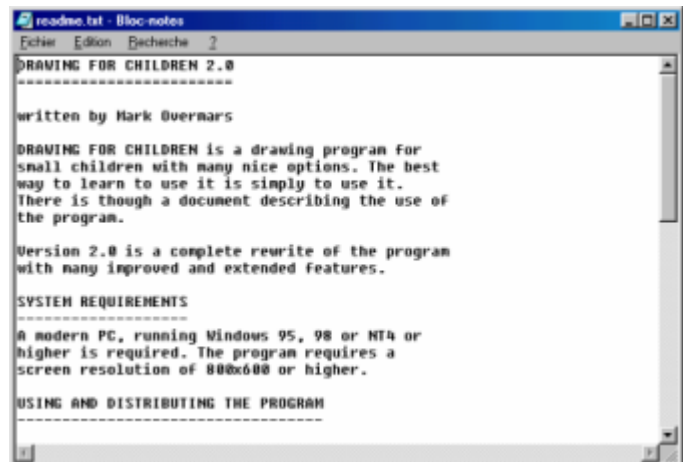 readme.txt - Bloc-notes
Fichier Edition Recherche ?
DRAWING FOR CHILDREN 2.0
------------------------
written by Mark Overmars
DRAWING FOR CHILDREN is a drawing program for
small children with many nice options. The best
way to learn to use it is simply to use it.
There is though a document describing the use of
the program.
Version 2.0 is a complete rewrite of the program
with many improved and extended features.
SYSTEM REQUIREMENTS
-------------------
A modern PC, running Windows 95, 98 or NT4 or
higher is required. The program requires a
screen resolution of 800x600 or higher.
USING AND DISTRIBUTING THE PROGRAM
----------------------------------